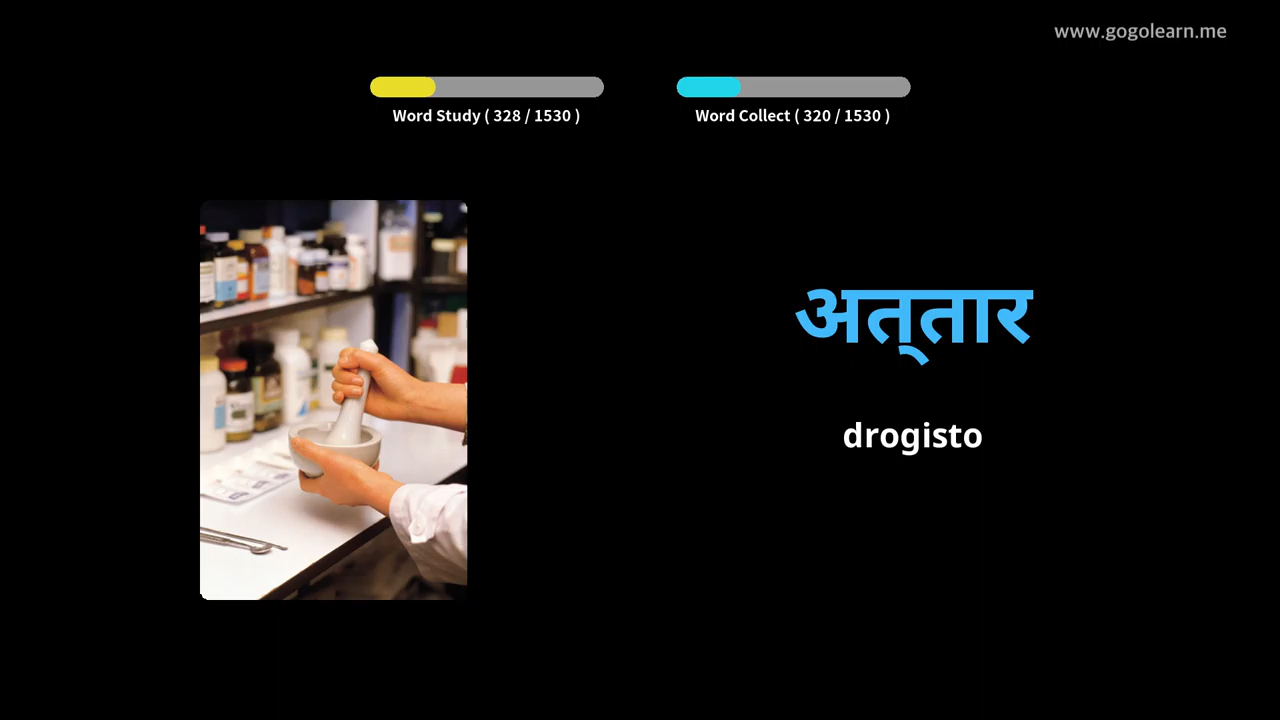 www.gogolearn.me
Word Study ( 328 / 1530 )
Word Collect ( 320 / 1530 )
अत्‌तार
drogisto